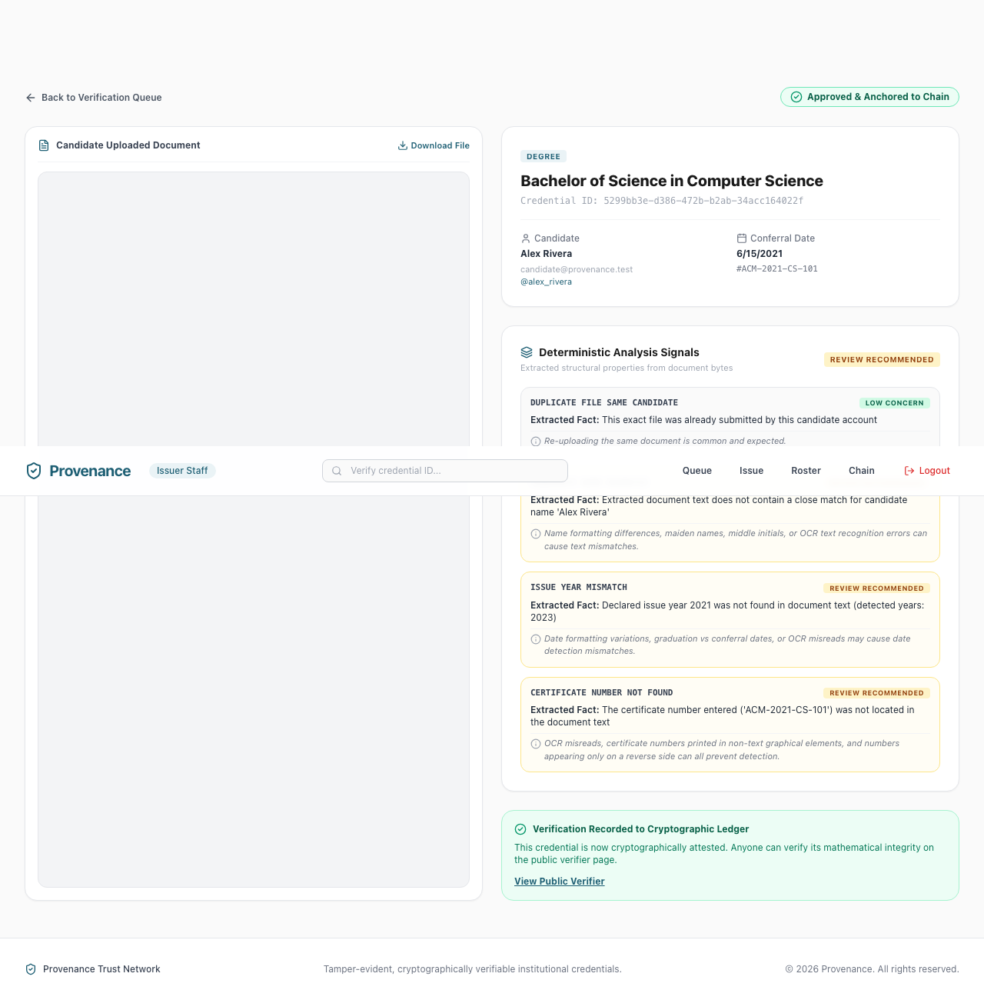 Back to Verification Queue
Approved & Anchored to Chain
Candidate Uploaded Document
Download File
DEGREE
Bachelor of Science in Computer Science
Credential ID: 5299bb3e-d386-472b-b2ab-34acc164022f
Candidate
Alex Rivera
candidate@provenance.test
@alex_rivera
Conferral Date
6/15/2021
#ACM-2021-CS-101
Deterministic Analysis Signals
Extracted structural properties from document bytes
REVIEW RECOMMENDED
DUPLICATE FILE SAME CANDIDATE
LOW CONCERN
Extracted Fact: This exact file was already submitted by this candidate account
Re-uploading the same document is common and expected.
Provenance
Issuer Staff
Verify credential ID...
Queue
Issue
Roster
Chain
Logout
Extracted Fact: Extracted document text does not contain a close match for candidate
name 'Alex Rivera'
Name formatting differences, maiden names, middle initials, or OCR text recognition errors can
cause text mismatches.
ISSUE YEAR MISMATCH
REVIEW RECOMMENDED
Extracted Fact: Declared issue year 2021 was not found in document text (detected years:
2023)
Date formatting variations, graduation vs conferral dates, or OCR misreads may cause date
detection mismatches.
CERTIFICATE NUMBER NOT FOUND
REVIEW RECOMMENDED
Extracted Fact: The certificate number entered ('ACM-2021-CS-101') was not located in
the document text
OCR misreads, certificate numbers printed in non-text graphical elements, and numbers
appearing only on a reverse side can all prevent detection.
Verification Recorded to Cryptographic Ledger
This credential is now cryptographically attested. Anyone can verify its mathematical integrity on
the public verifier page.
View Public Verifier
Provenance Trust Network
Tamper-evident, cryptographically verifiable institutional credentials.
© 2026 Provenance. All rights reserved.